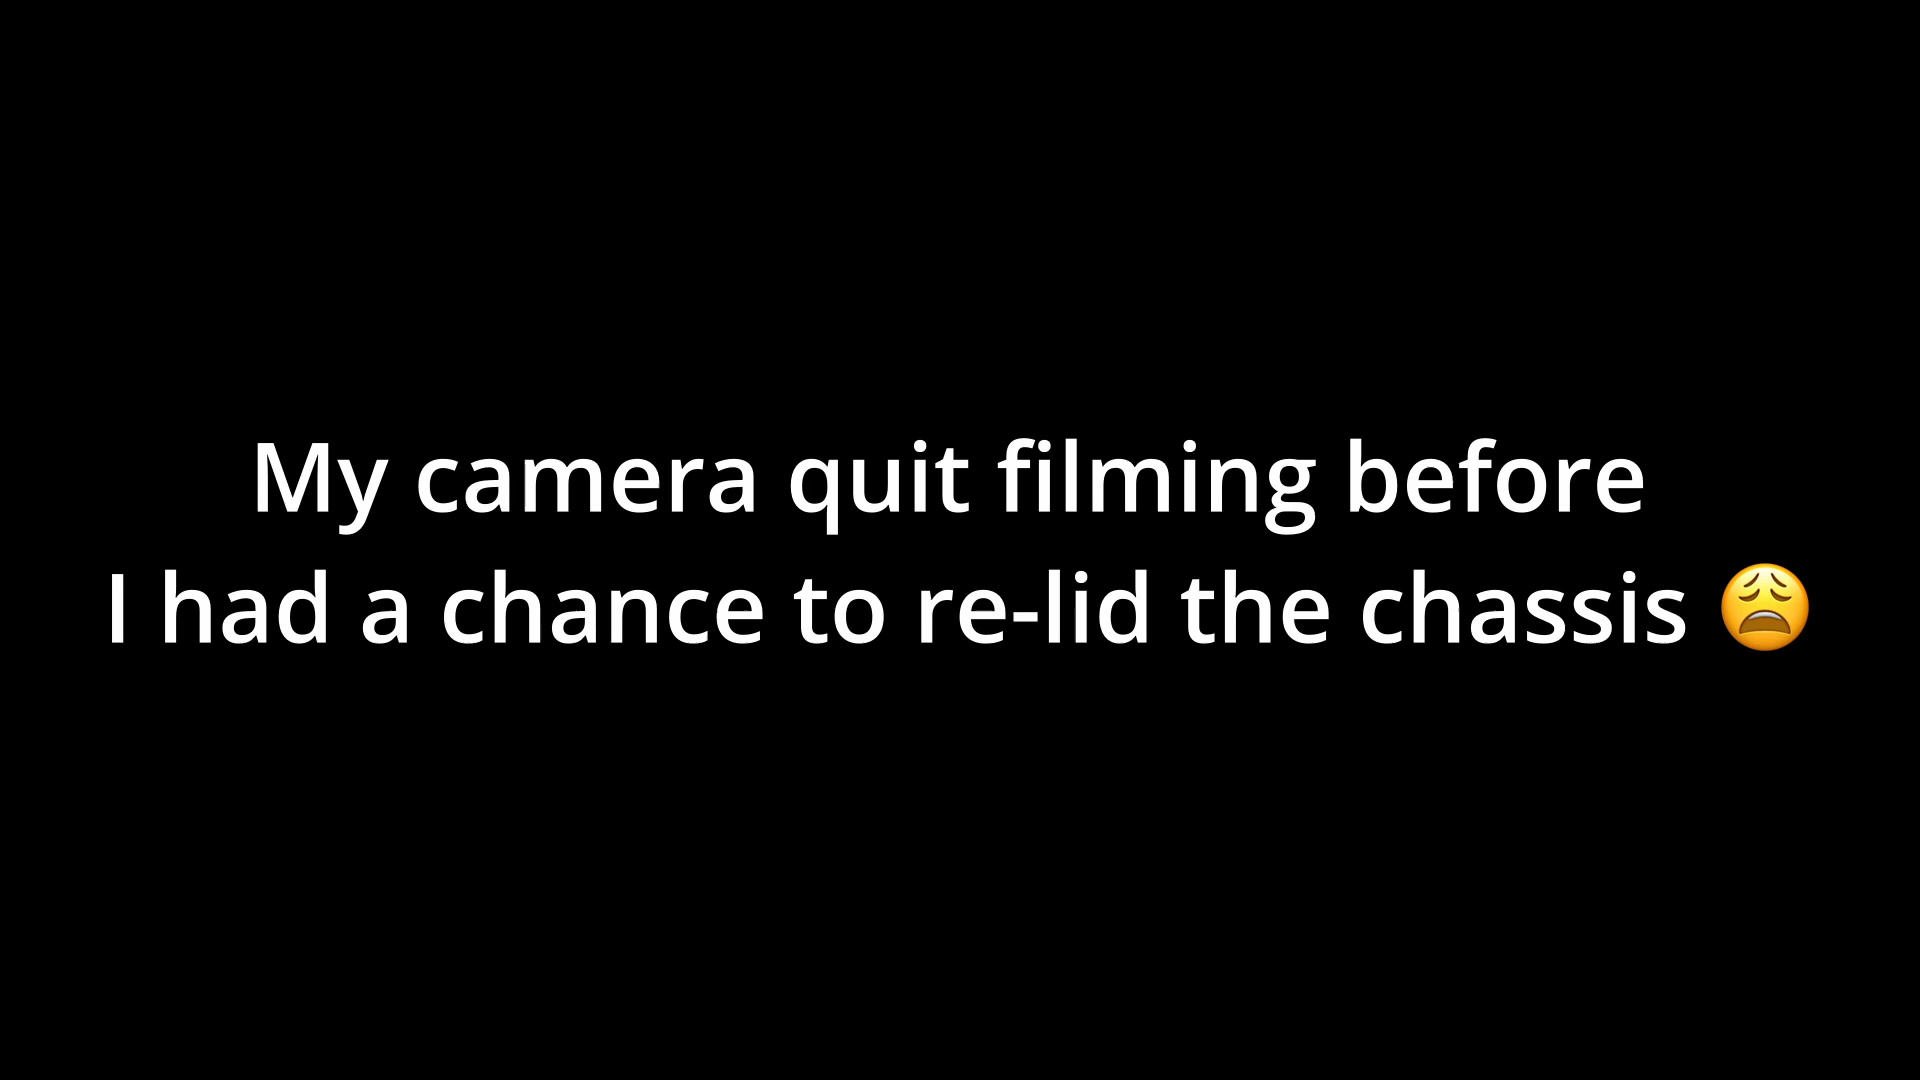 My camera quit filming before
I had a chance to re-lid the chassis 😩